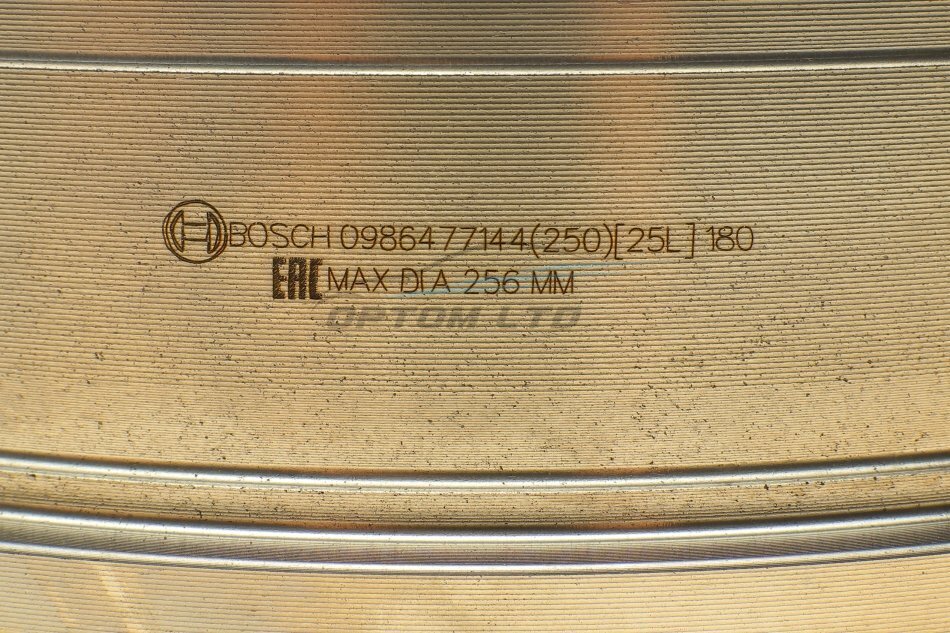 BOSCH 0986477144(250)[25L] 180
EAC MAX DIA 256 MM
OPTOM LTD